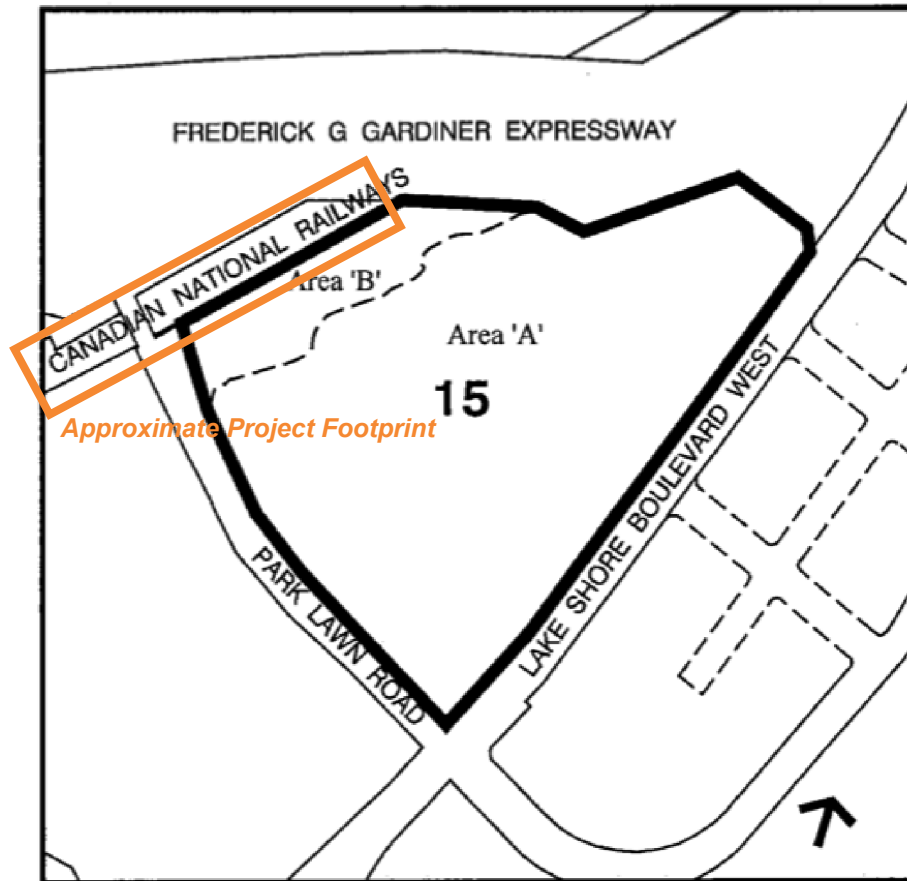 FREDERICK G GARDINER EXPRESSWAY
CANADIAN NATIONAL RAILWAYS
Area 'B'
Area 'A'
15
Approximate Project Footprint
LAKE SHORE BOULEVARD WEST
PARK LAWN ROAD